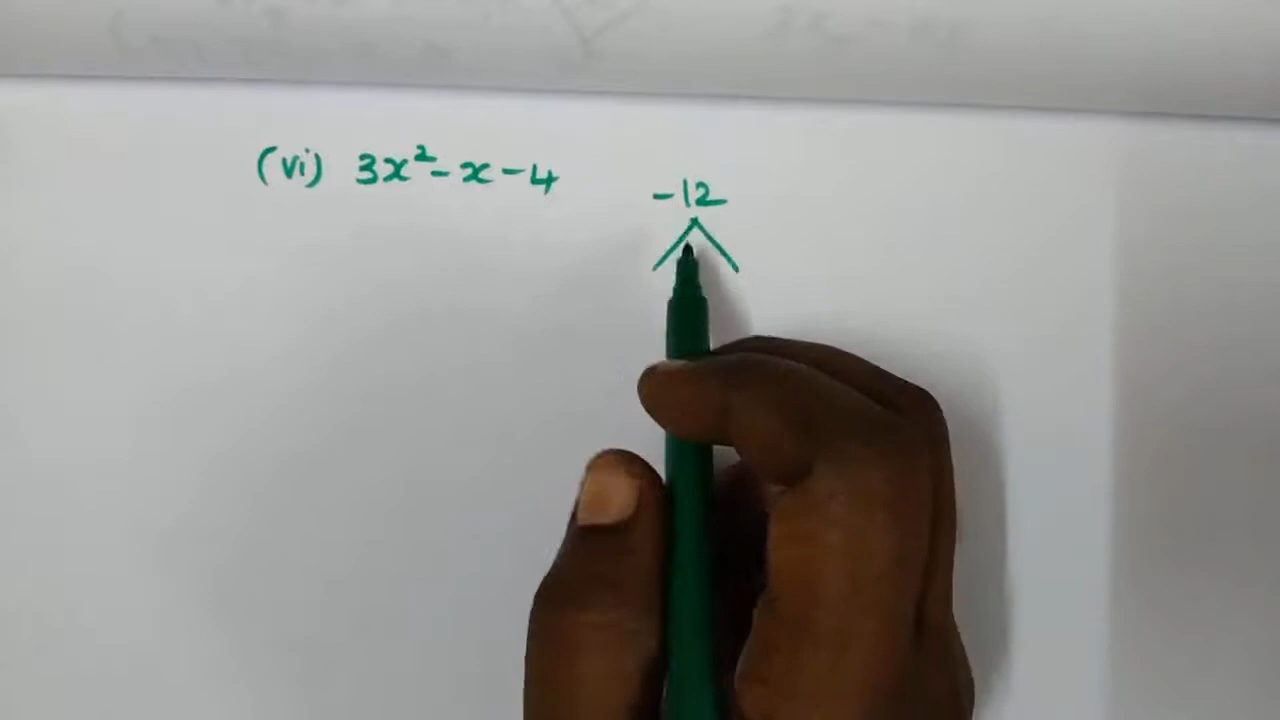 (vi) 3x² - x - 4
-12